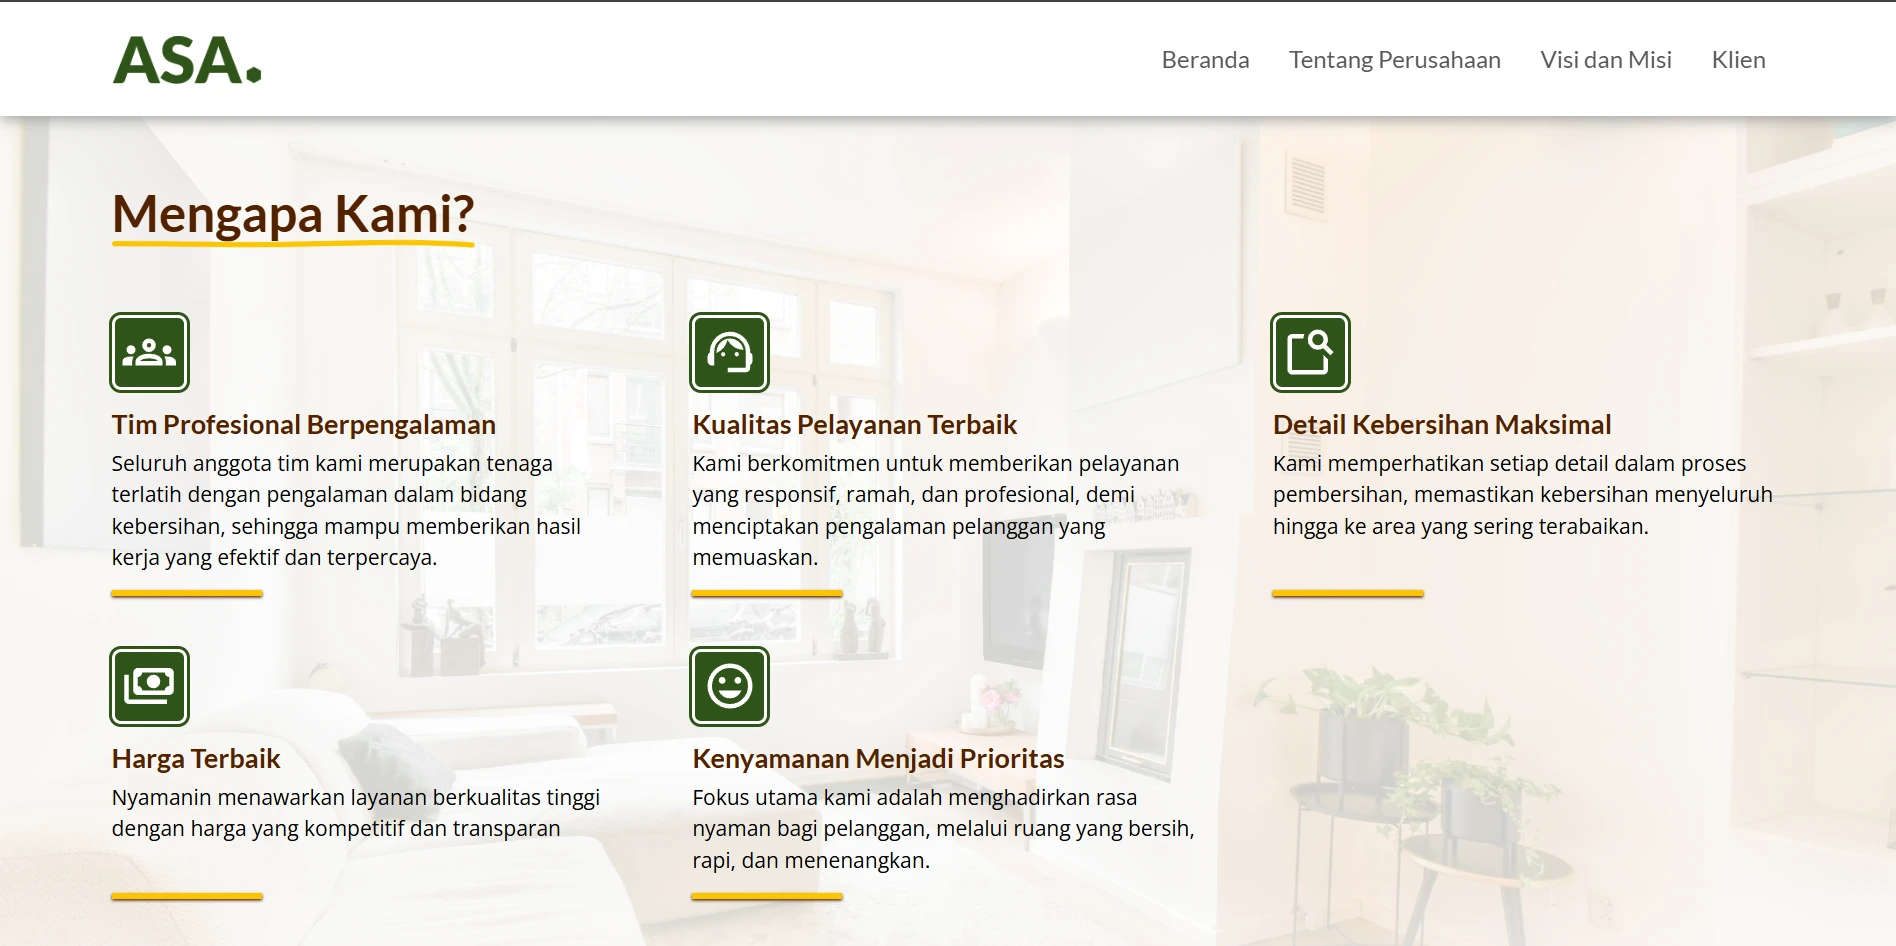 ASA.
Beranda
Tentang Perusahaan
Visi dan Misi
Klien
Mengapa Kami?
Tim Profesional Berpengalaman
Seluruh anggota tim kami merupakan tenaga
terlatih dengan pengalaman dalam bidang
kebersihan, sehingga mampu memberikan hasil
kerja yang efektif dan terpercaya.
Kualitas Pelayanan Terbaik
Kami berkomitmen untuk memberikan pelayanan
yang responsif, ramah, dan profesional, demi
menciptakan pengalaman pelanggan yang
memuaskan.
Detail Kebersihan Maksimal
Kami memperhatikan setiap detail dalam proses
pembersihan, memastikan kebersihan menyeluruh
hingga ke area yang sering terabaikan.
Harga Terbaik
Nyamanin menawarkan layanan berkualitas tinggi
dengan harga yang kompetitif dan transparan
Kenyamanan Menjadi Prioritas
Fokus utama kami adalah menghadirkan rasa
nyaman bagi pelanggan, melalui ruang yang bersih,
rapi, dan menenangkan.